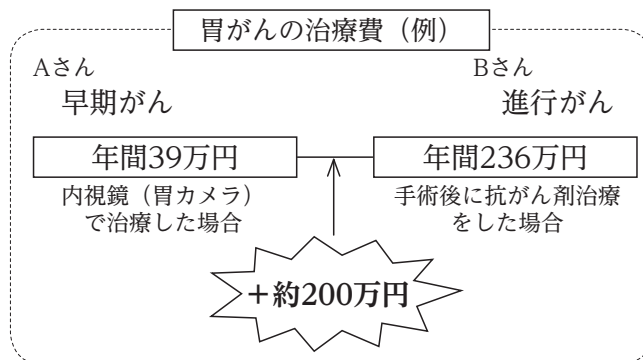 胃がんの治療費（例）
Aさん
早期がん
Bさん
進行がん
年間39万円
年間236万円
内視鏡（胃カメラ）
で治療した場合
手術後に抗がん剤治療
をした場合
＋約200万円